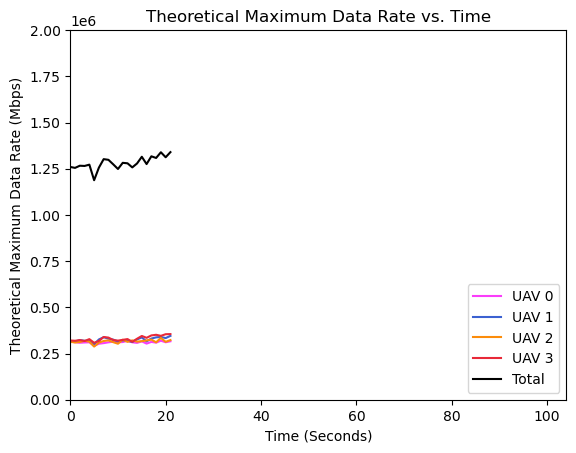 Theoretical Maximum Data Rate vs. Time
1e6
2.00
1.75
1.50
1.25
1.00
0.75
0.50
0.25
0.00
Theoretical Maximum Data Rate (Mbps)
0 20 40 60 80 100
Time (Seconds)
UAV 0
UAV 1
UAV 2
UAV 3
Total